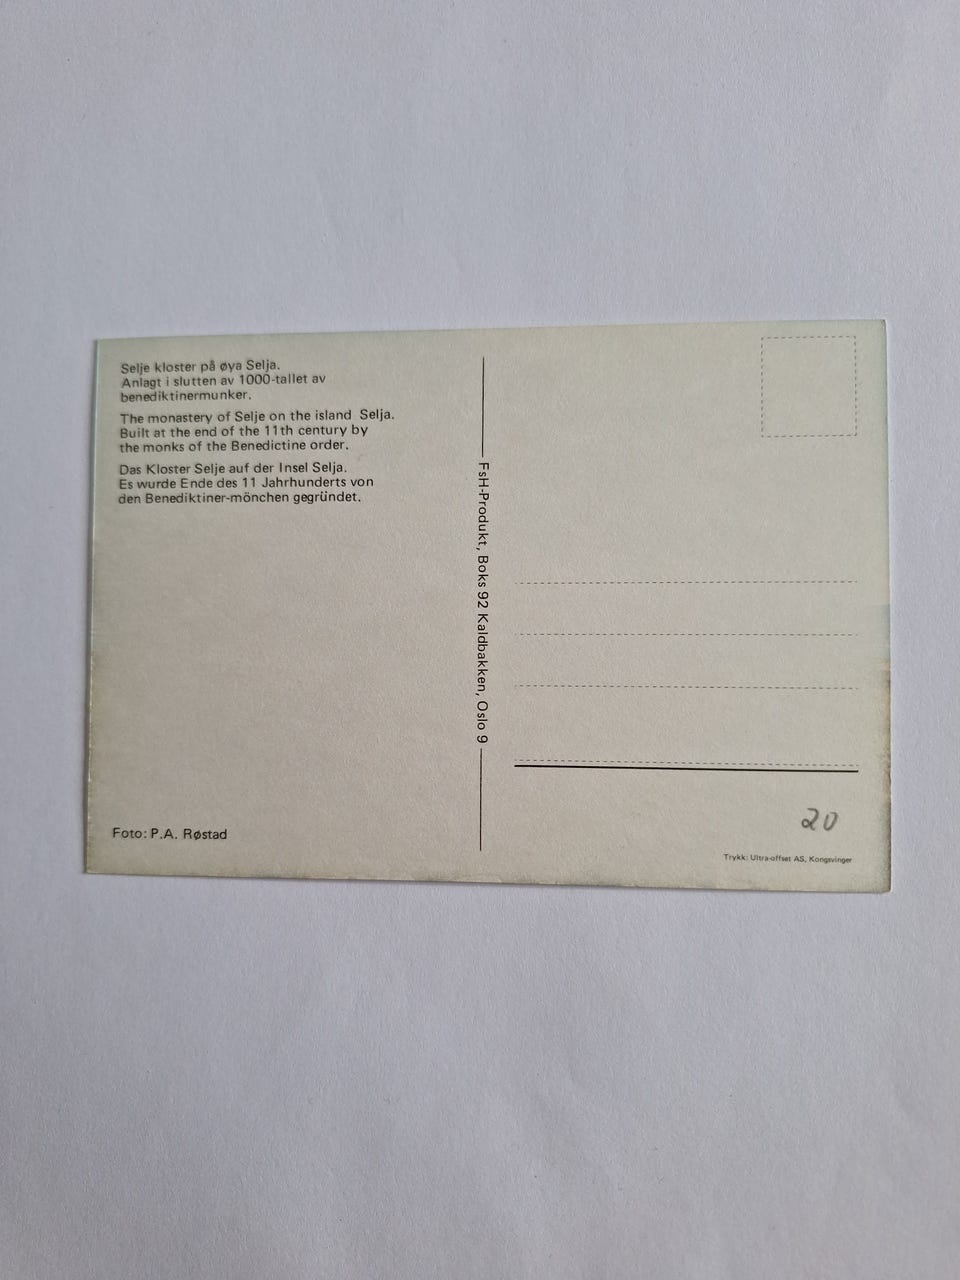 Selje kloster på øya Selja.
Anlagt i slutten av 1000-tallet av
benediktinermunker.
The monastery of Selje on the island Selja.
Built at the end of the 11th century by
the monks of the Benedictine order.
Das Kloster Selje auf der Insel Selja.
Es wurde Ende des 11 Jahrhunderts von
den Benediktiner-mönchen gegründet.
Foto: P.A. Røstad
FsH-Produkt, Boks 92 Kaldbakken, Oslo 9
20
Trykk: Ultra-offset AS, Kongsvinger